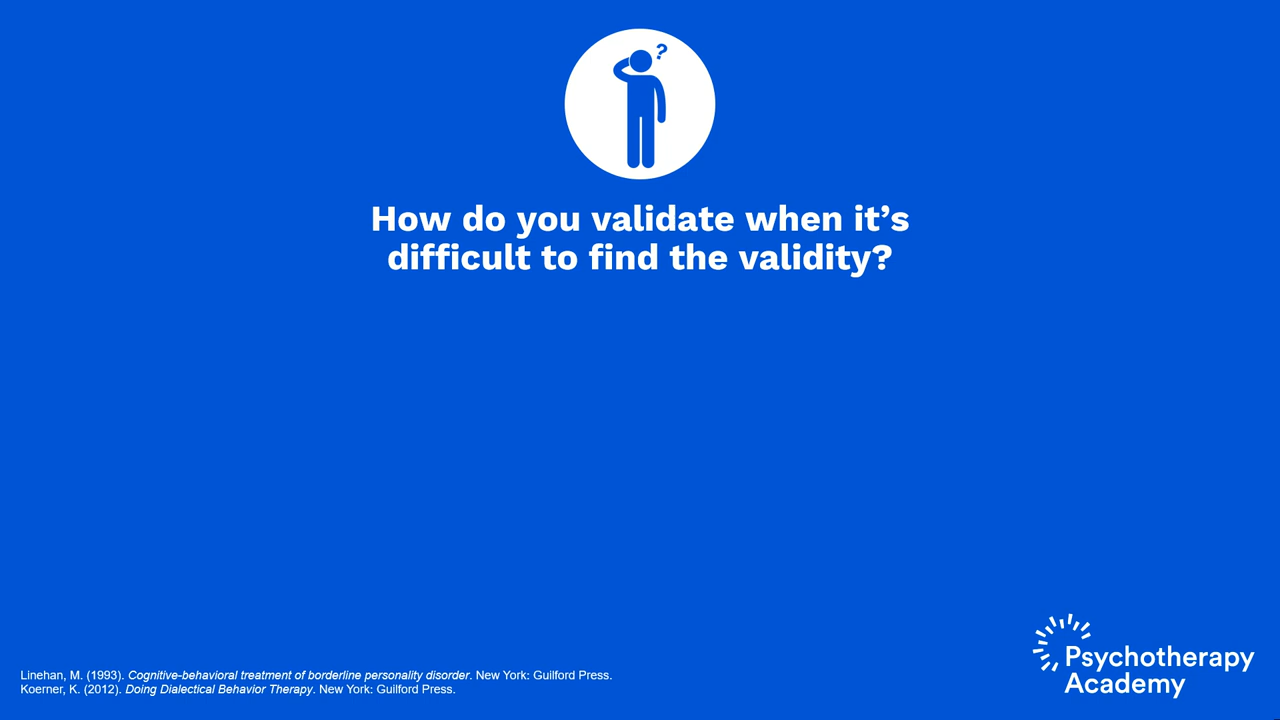 ?
How do you validate when it’s
difficult to find the validity?
Linehan, M. (1993). Cognitive-behavioral treatment of borderline personality disorder. New York: Guilford Press.
Koerner, K. (2012). Doing Dialectical Behavior Therapy. New York: Guilford Press.
Psychotherapy
Academy